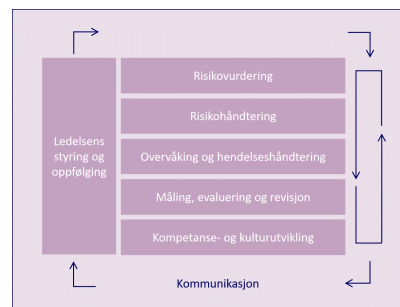 Ledelsens
styring og
oppfølging
Risikovurdering
Risikohåndtering
Overvåking og hendelseshåndtering
Måling, evaluering og revisjon
Kompetanse- og kulturutvikling
Kommunikasjon